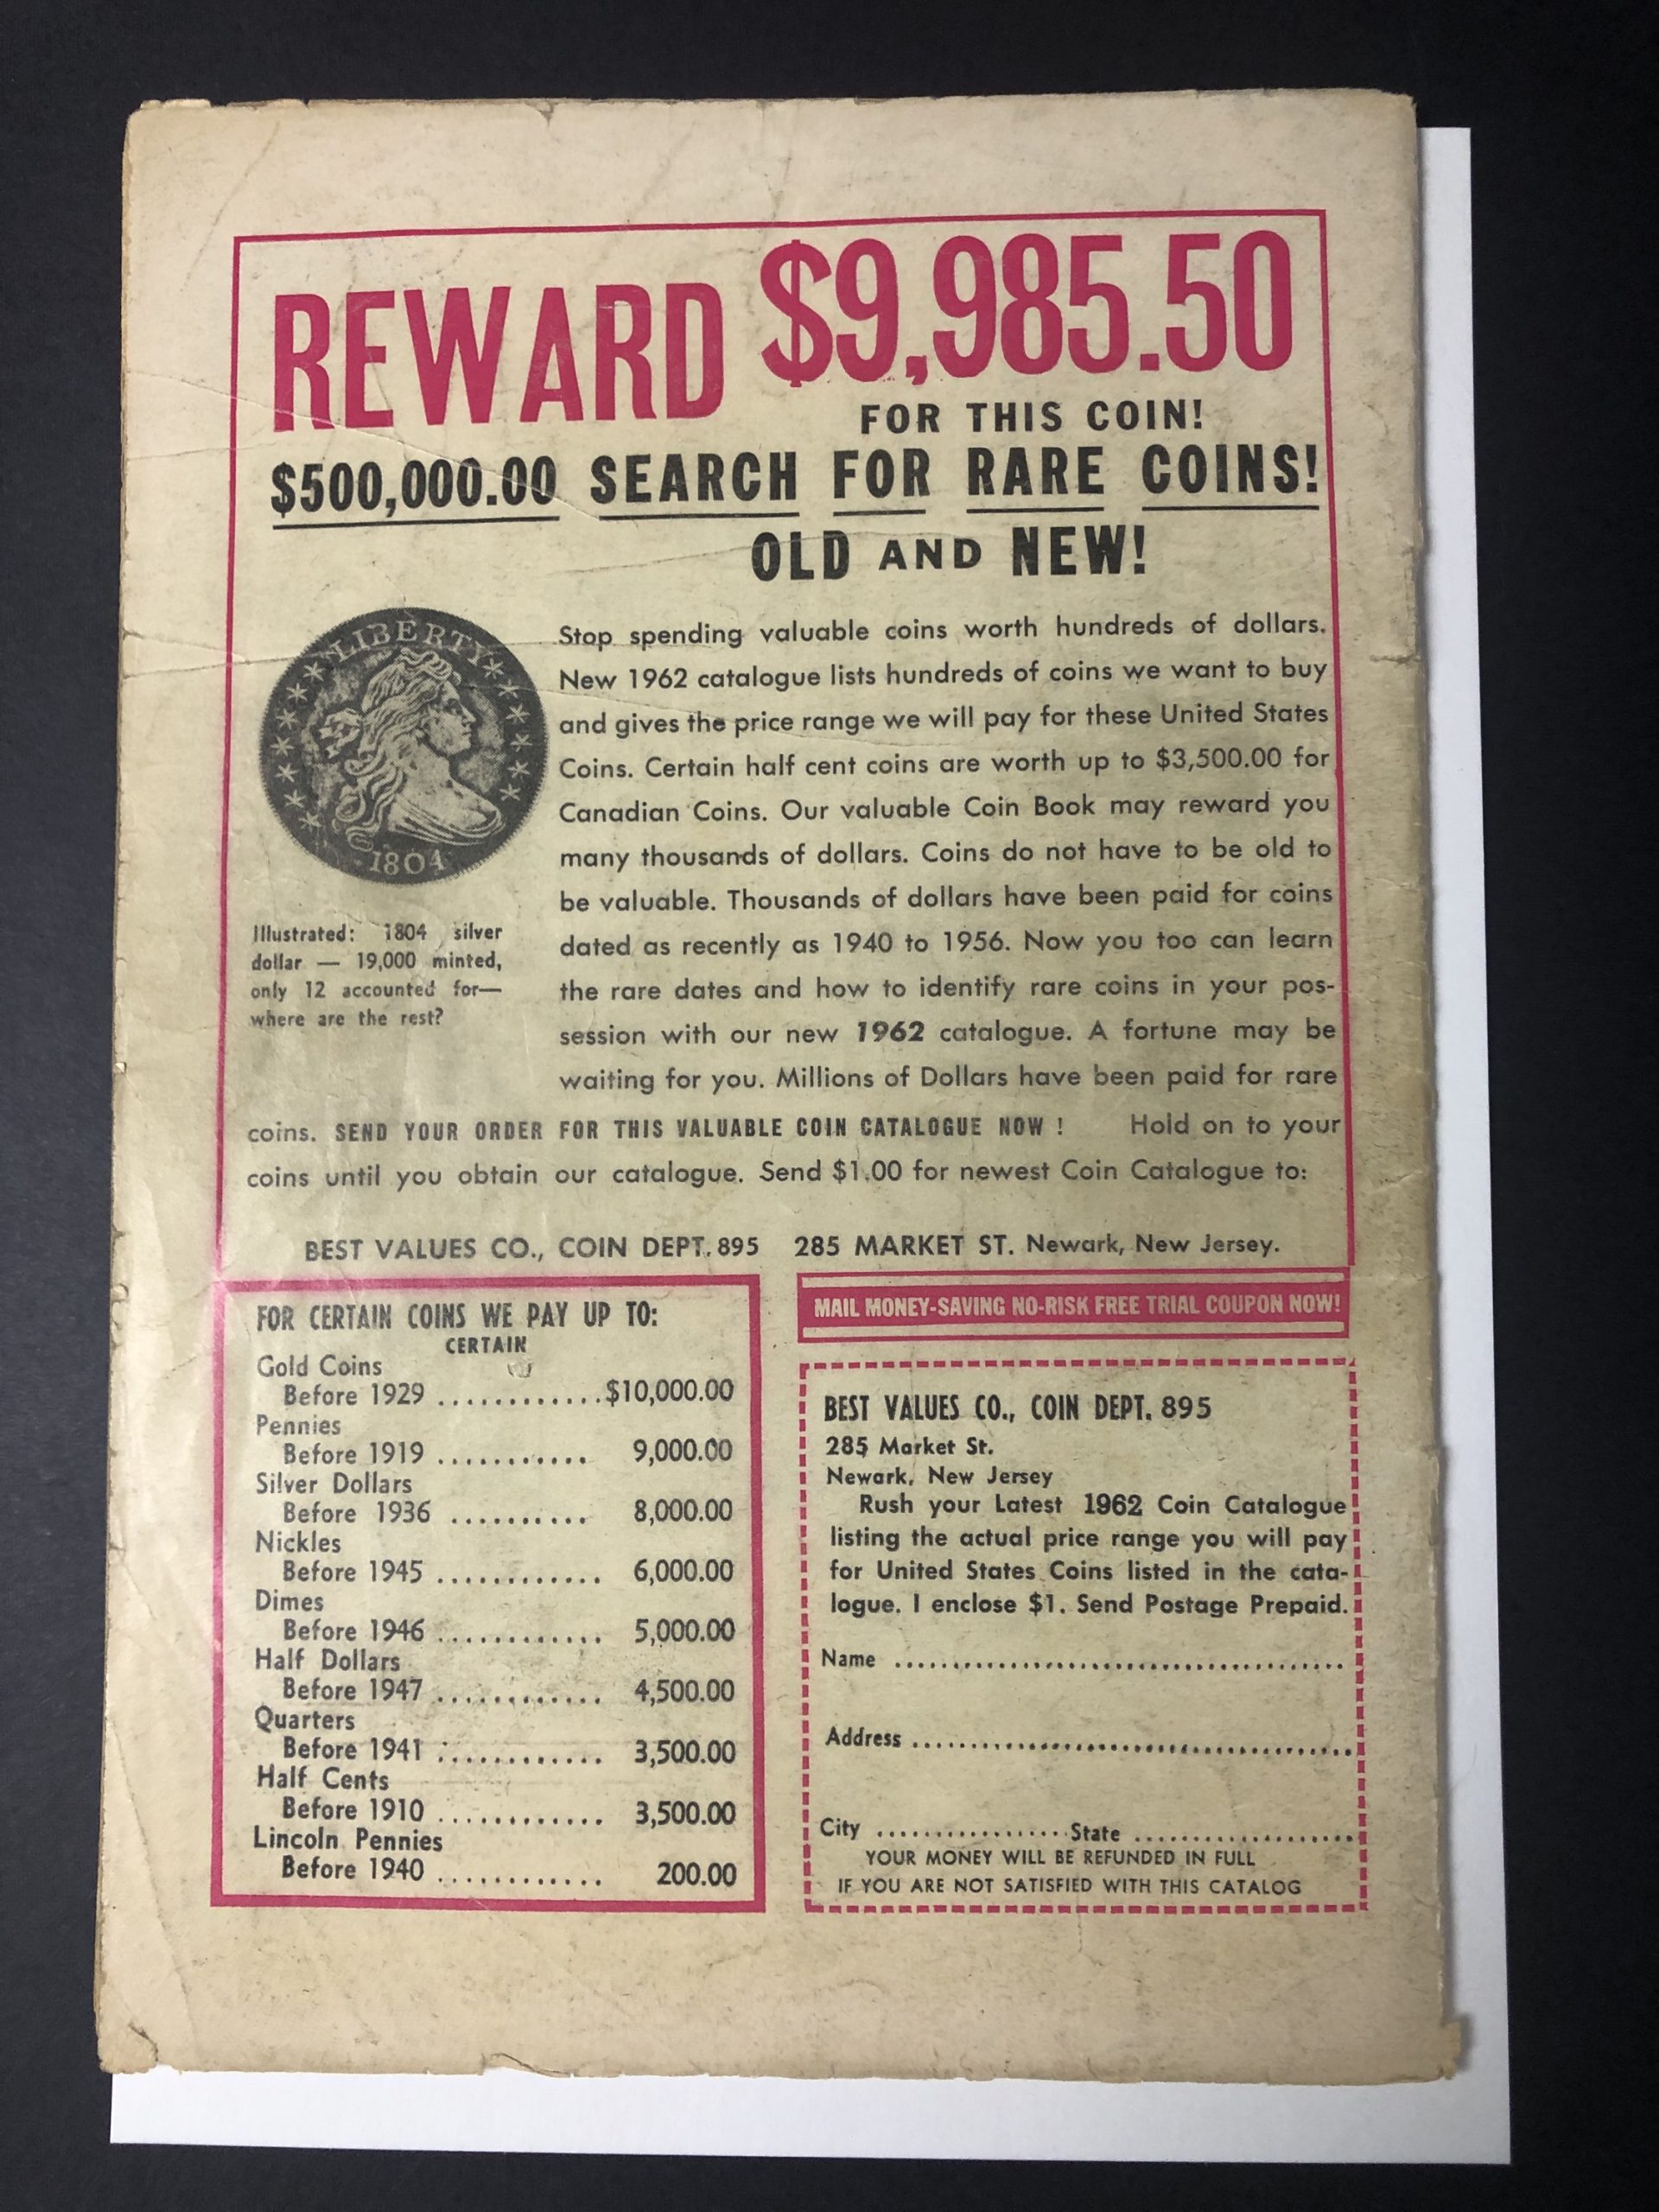 REWARD $9,985.50
FOR THIS COIN!
$500,000.00 SEARCH FOR RARE COINS!
OLD AND NEW!
LIBERTY
1804
Illustrated: 1804 silver
dollar — 19,000 minted,
only 12 accounted for—
where are the rest?
Stop spending valuable coins worth hundreds of dollars.
New 1962 catalogue lists hundreds of coins we want to buy
and gives the price range we will pay for these United States
Coins. Certain half cent coins are worth up to $3,500.00 for
Canadian Coins. Our valuable Coin Book may reward you
many thousands of dollars. Coins do not have to be old to
be valuable. Thousands of dollars have been paid for coins
dated as recently as 1940 to 1956. Now you too can learn
the rare dates and how to identify rare coins in your pos-
session with our new 1962 catalogue. A fortune may be
waiting for you. Millions of Dollars have been paid for rare
coins. SEND YOUR ORDER FOR THIS VALUABLE COIN CATALOGUE NOW ! Hold on to your
coins until you obtain our catalogue. Send $1.00 for newest Coin Catalogue to:
BEST VALUES CO., COIN DEPT. 895 285 MARKET ST. Newark, New Jersey.
FOR CERTAIN COINS WE PAY UP TO:
CERTAIN
Gold Coins
Before 1929 ............. $10,000.00
Pennies
Before 1919 ........... 9,000.00
Silver Dollars
Before 1936 .......... 8,000.00
Nickles
Before 1945 ............ 6,000.00
Dimes
Before 1946 ............ 5,000.00
Half Dollars
Before 1947 ............ 4,500.00
Quarters
Before 1941 ............ 3,500.00
Half Cents
Before 1910 ............ 3,500.00
Lincoln Pennies
Before 1940 ............ 200.00
MAIL MONEY-SAVING NO-RISK FREE TRIAL COUPON NOW!
BEST VALUES CO., COIN DEPT. 895
285 Market St.
Newark, New Jersey
Rush your Latest 1962 Coin Catalogue
listing the actual price range you will pay
for United States Coins listed in the cata-
logue. I enclose $1. Send Postage Prepaid.
Name ......................................
Address ......................................
City .................. State ....................
YOUR MONEY WILL BE REFUNDED IN FULL
IF YOU ARE NOT SATISFIED WITH THIS CATALOG